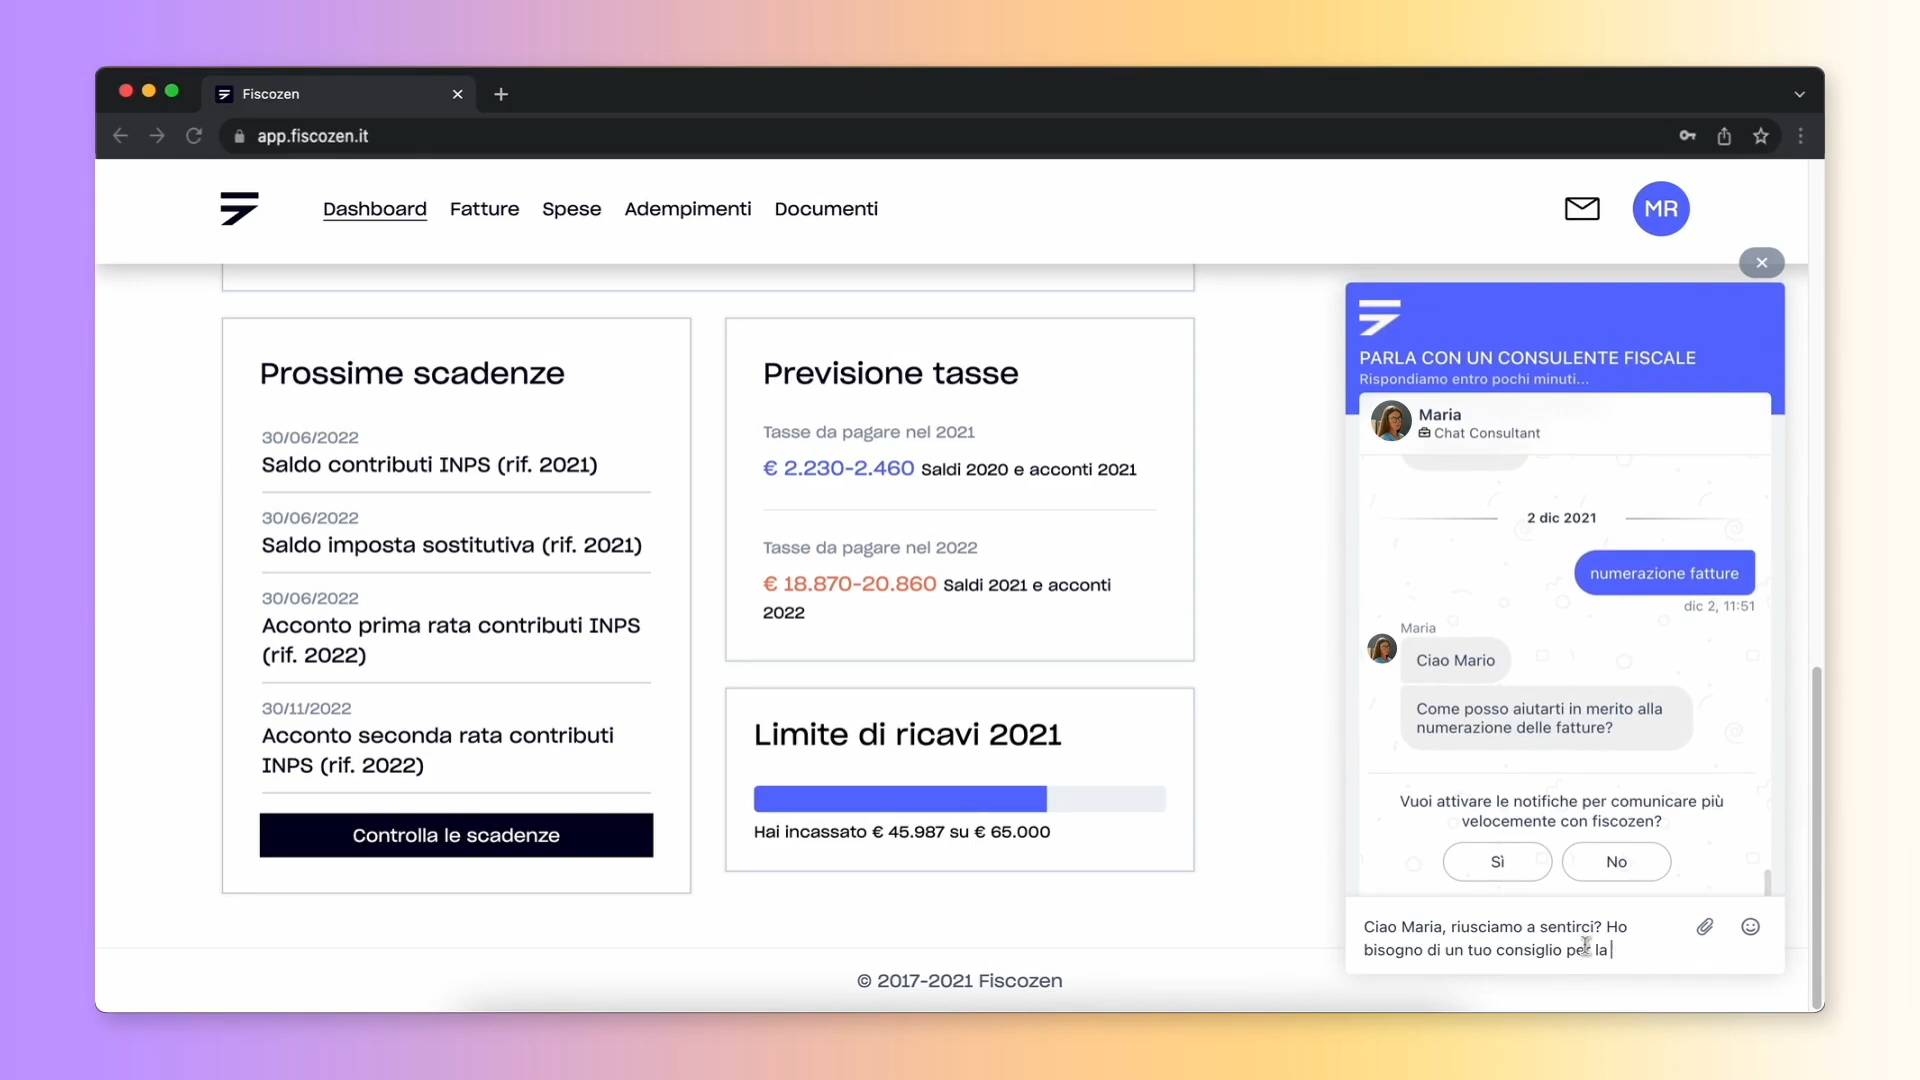 Fiscozen
app.fiscozen.it
Dashboard Fatture Spese Adempimenti Documenti
MR
Prossime scadenze
30/06/2022
Saldo contributi INPS (rif. 2021)
30/06/2022
Saldo imposta sostitutiva (rif. 2021)
30/06/2022
Acconto prima rata contributi INPS
(rif. 2022)
30/11/2022
Acconto seconda rata contributi
INPS (rif. 2022)
Controlla le scadenze
Previsione tasse
Tasse da pagare nel 2021
€ 2.230-2.460 Saldi 2020 e acconti 2021
Tasse da pagare nel 2022
€ 18.870-20.860 Saldi 2021 e acconti
2022
Limite di ricavi 2021
Hai incassato € 45.987 su € 65.000
PARLA CON UN CONSULENTE FISCALE
Rispondiamo entro pochi minuti...
Maria
Chat Consultant
2 dic 2021
numerazione fatture
dic 2, 11:51
Maria
Ciao Mario
Come posso aiutarti in merito alla
numerazione delle fatture?
Vuoi attivare le notifiche per comunicare più
velocemente con fiscozen?
Sì No
Ciao Maria, riusciamo a sentirci? Ho
bisogno di un tuo consiglio per la
© 2017-2021 Fiscozen